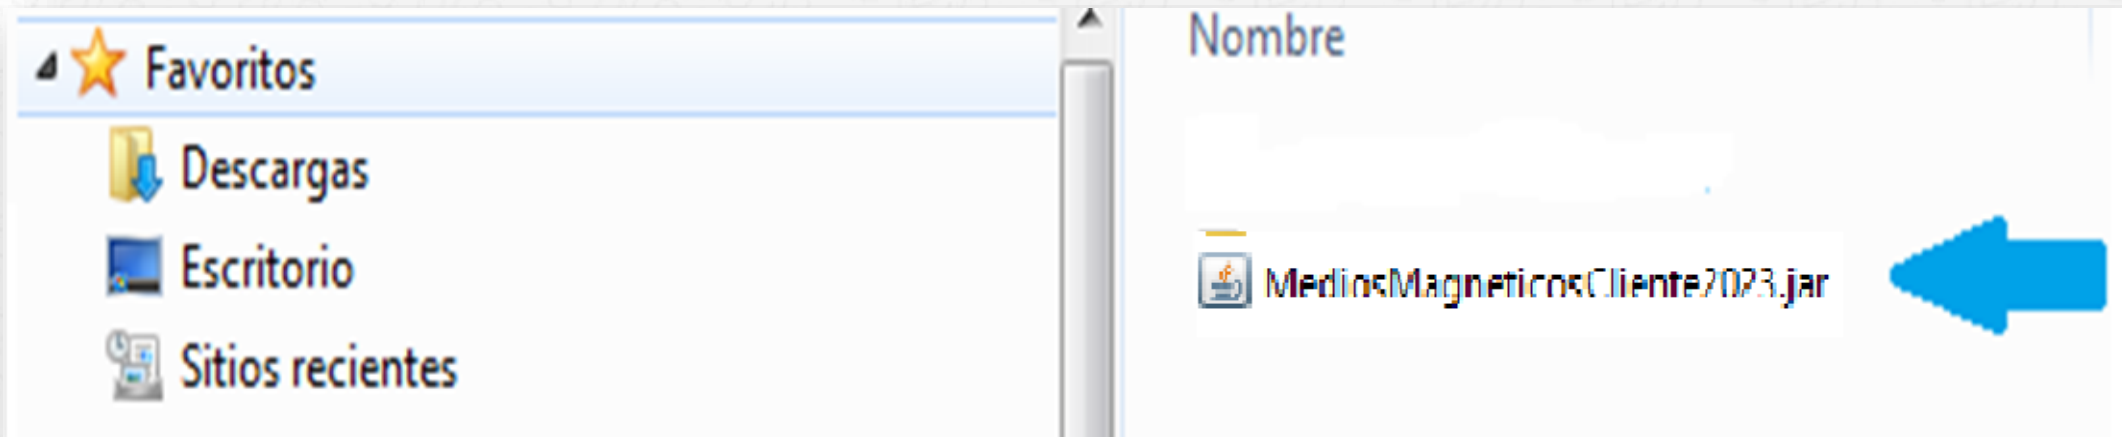 Favoritos
Descargas
Escritorio
Sitios recientes
Nombre
MediosMagneticosCliente2023.jar